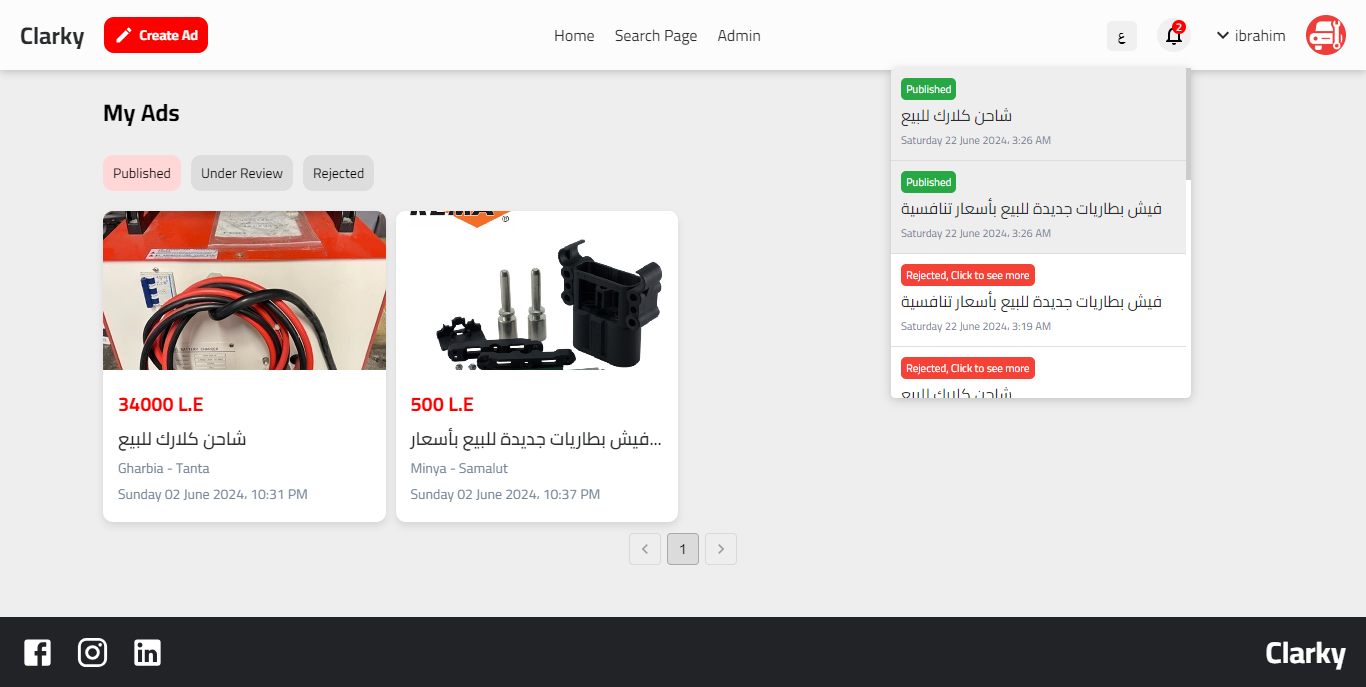 Clarky
Create Ad
Home
Search Page
Admin
ع
2
ibrahim
Published
شاحن كلارك للبيع
Saturday 22 June 2024، 3:26 AM
Published
فيش بطاريات جديدة للبيع بأسعار تنافسية
Saturday 22 June 2024، 3:26 AM
Rejected, Click to see more
فيش بطاريات جديدة للبيع بأسعار تنافسية
Saturday 22 June 2024، 3:19 AM
Rejected, Click to see more
شاحن كلارك للبيع
My Ads
Published
Under Review
Rejected
34000 L.E
شاحن كلارك للبيع
Gharbia - Tanta
Sunday 02 June 2024، 10:31 PM
REMA
®
500 L.E
فيش بطاريات جديدة للبيع بأسعار...
Minya - Samalut
Sunday 02 June 2024، 10:37 PM
1
Clarky